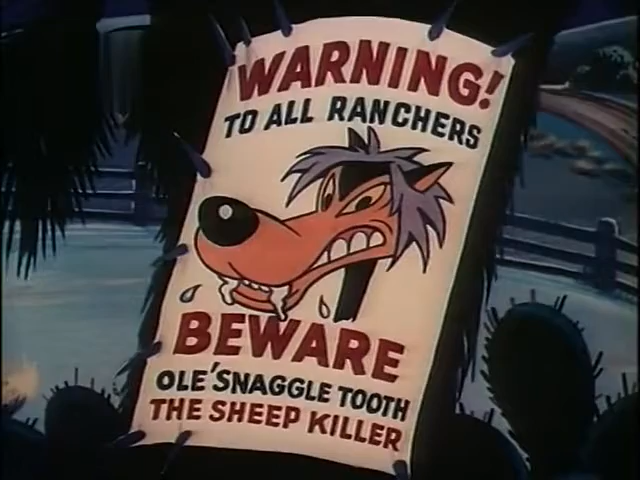 WARNING!
TO ALL RANCHERS
BEWARE
OLE' SNAGGLE TOOTH
THE SHEEP KILLER